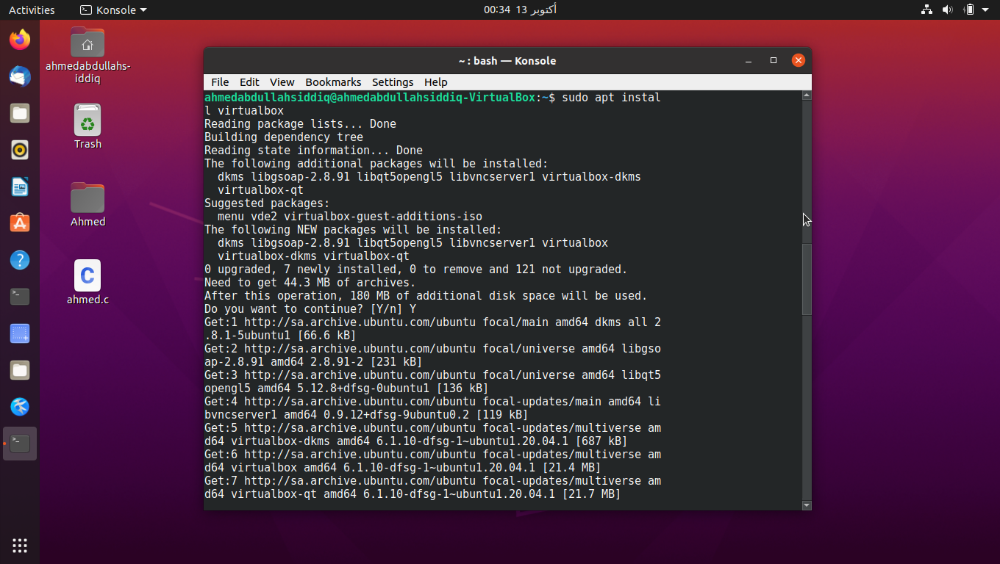 Activities
Konsole
00:34 13 أكتوبر
ahmedabdullahs-
iddiq
Trash
Ahmed
C
ahmed.c
~ : bash — Konsole
File Edit View Bookmarks Settings Help
ahmedabdullahsiddiq@ahmedabdullahsiddiq-VirtualBox:~$ sudo apt instal
l virtualbox
Reading package lists... Done
Building dependency tree
Reading state information... Done
The following additional packages will be installed:
  dkms libgsoap-2.8.91 libqt5opengl5 libvncserver1 virtualbox-dkms
  virtualbox-qt
Suggested packages:
  menu vde2 virtualbox-guest-additions-iso
The following NEW packages will be installed:
  dkms libgsoap-2.8.91 libqt5opengl5 libvncserver1 virtualbox
  virtualbox-dkms virtualbox-qt
0 upgraded, 7 newly installed, 0 to remove and 121 not upgraded.
Need to get 44.3 MB of archives.
After this operation, 180 MB of additional disk space will be used.
Do you want to continue? [Y/n] Y
Get:1 http://sa.archive.ubuntu.com/ubuntu focal/main amd64 dkms all 2
.8.1-5ubuntu1 [66.6 kB]
Get:2 http://sa.archive.ubuntu.com/ubuntu focal/universe amd64 libgso
ap-2.8.91 amd64 2.8.91-2 [231 kB]
Get:3 http://sa.archive.ubuntu.com/ubuntu focal/universe amd64 libqt5
opengl5 amd64 5.12.8+dfsg-0ubuntu1 [136 kB]
Get:4 http://sa.archive.ubuntu.com/ubuntu focal-updates/main amd64 li
bvncserver1 amd64 0.9.12+dfsg-9ubuntu0.2 [119 kB]
Get:5 http://sa.archive.ubuntu.com/ubuntu focal-updates/multiverse am
d64 virtualbox-dkms amd64 6.1.10-dfsg-1~ubuntu1.20.04.1 [687 kB]
Get:6 http://sa.archive.ubuntu.com/ubuntu focal-updates/multiverse am
d64 virtualbox amd64 6.1.10-dfsg-1~ubuntu1.20.04.1 [21.4 MB]
Get:7 http://sa.archive.ubuntu.com/ubuntu focal-updates/multiverse am
d64 virtualbox-qt amd64 6.1.10-dfsg-1~ubuntu1.20.04.1 [21.7 MB]